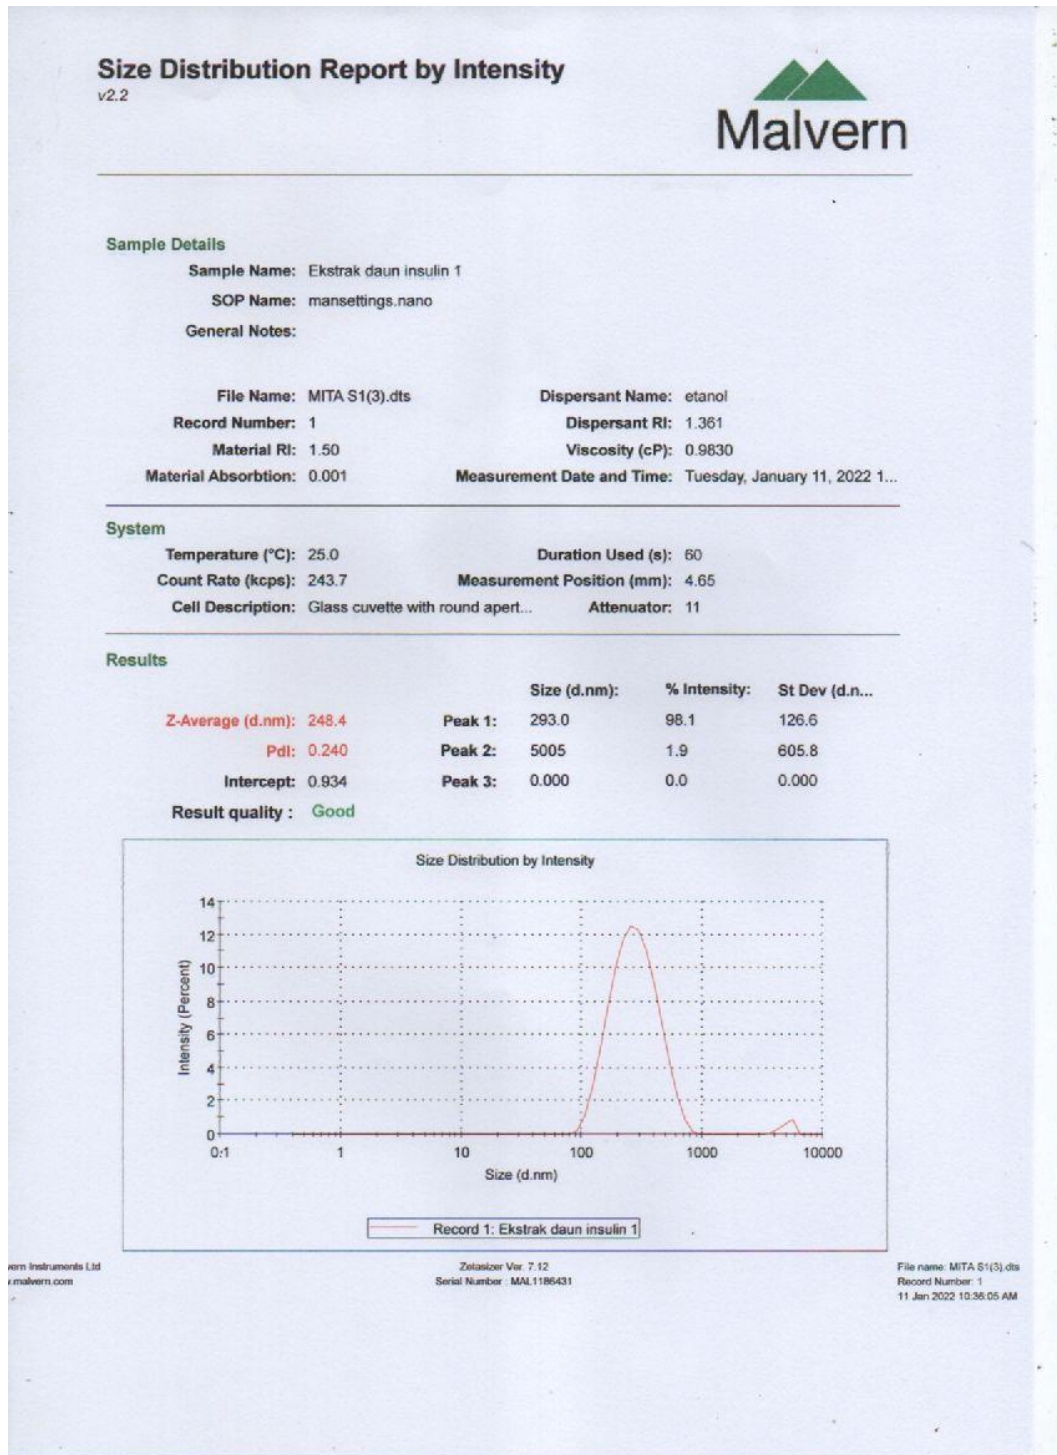 Size Distribution Report by Intensity
v2.2
Malvern
Sample Details
Sample Name: Ekstrak daun insulin 1
SOP Name: mansettings.nano
General Notes:
File Name: MITA S1(3).dts Dispersant Name: etanol
Record Number: 1 Dispersant RI: 1.361
Material RI: 1.50 Viscosity (cP): 0.9830
Material Absorbtion: 0.001 Measurement Date and Time: Tuesday, January 11, 2022 1...
System
Temperature (°C): 25.0 Duration Used (s): 60
Count Rate (kcps): 243.7 Measurement Position (mm): 4.65
Cell Description: Glass cuvette with round apert... Attenuator: 11
Results
Size (d.nm): % Intensity: St Dev (d.n...
Z-Average (d.nm): 248.4 Peak 1: 293.0 98.1 126.6
PdI: 0.240 Peak 2: 5005 1.9 605.8
Intercept: 0.934 Peak 3: 0.000 0.0 0.000
Result quality : Good
Size Distribution by Intensity
Intensity (Percent)
14
12
10
8
6
4
2
0
0.1 1 10 100 1000 10000
Size (d.nm)
Record 1: Ekstrak daun insulin 1
vern Instruments Ltd Zetasizer Ver. 7.12 File name: MITA S1(3).dts
v.malvern.com Serial Number : MAL1186431 Record Number: 1
11 Jan 2022 10:36:05 AM